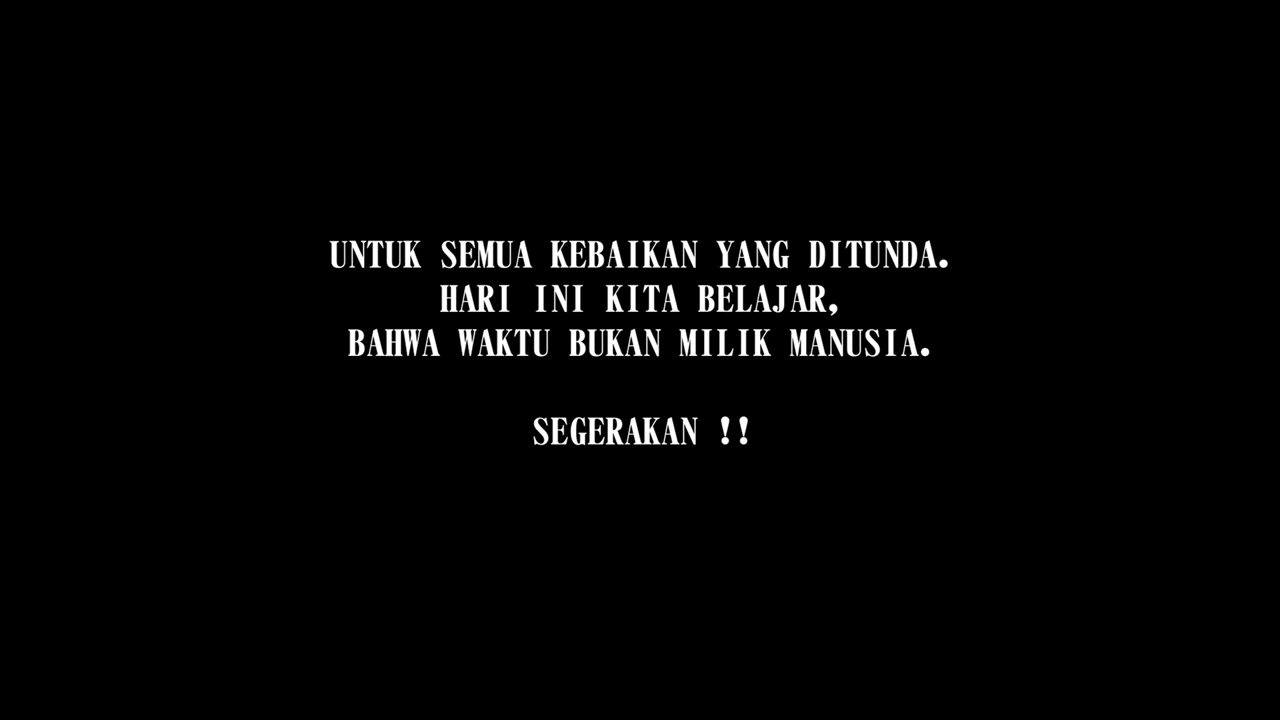 UNTUK SEMUA KEBAIKAN YANG DITUNDA.
HARI INI KITA BELAJAR,
BAHWA WAKTU BUKAN MILIK MANUSIA.
SEGERAKAN !!